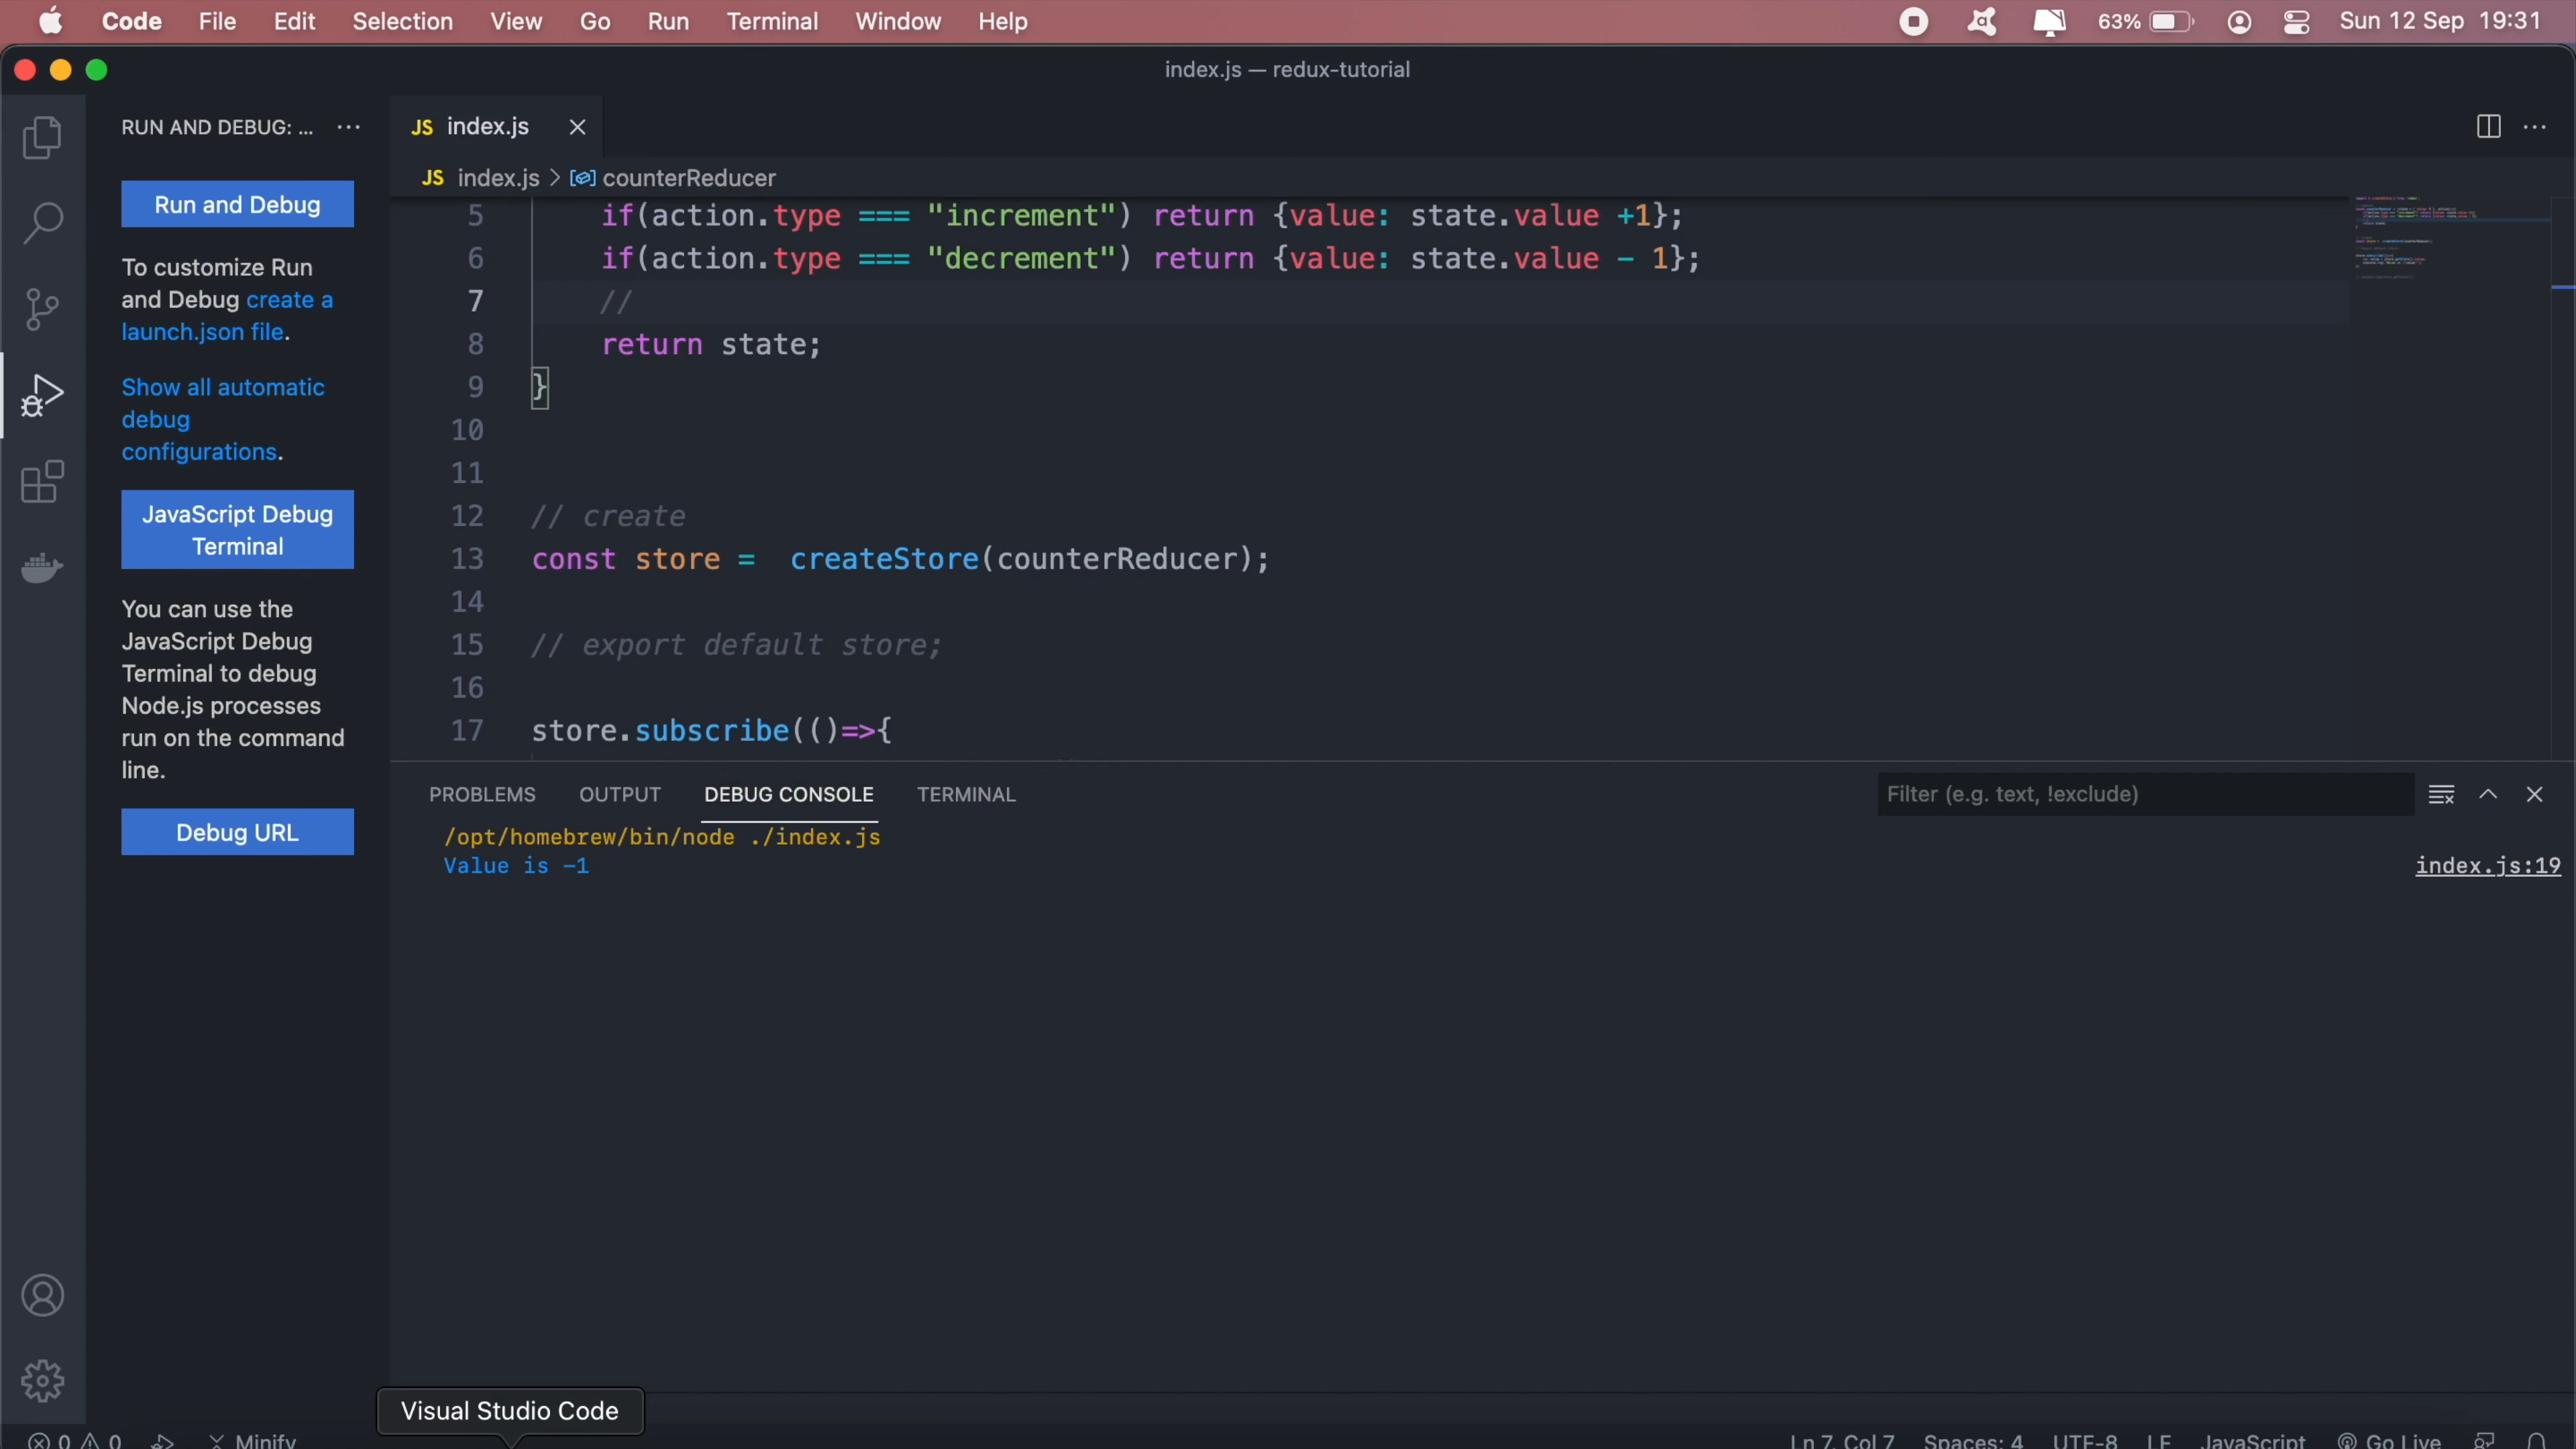 Code File Edit Selection View Go Run Terminal Window Help 63% Sun 12 Sep 19:31
index.js — redux-tutorial
RUN AND DEBUG: ... ···
JS index.js
JS index.js > counterReducer
Run and Debug
To customize Run
and Debug create a
launch.json file.
Show all automatic
debug
configurations.
JavaScript Debug
Terminal
You can use the
JavaScript Debug
Terminal to debug
Node.js processes
run on the command
line.
Debug URL
5 if(action.type === "increment") return {value: state.value +1};
6 if(action.type === "decrement") return {value: state.value - 1};
7 //
8 return state;
9 }
10
11
12 // create
13 const store =  createStore(counterReducer);
14
15 // export default store;
16
17 store.subscribe(()=>{
PROBLEMS OUTPUT DEBUG CONSOLE TERMINAL Filter (e.g. text, !exclude)
/opt/homebrew/bin/node ./index.js
Value is -1 index.js:19
Visual Studio Code
0 0 Minify Ln 7, Col 7 Spaces: 4 UTF-8 LF JavaScript Go Live